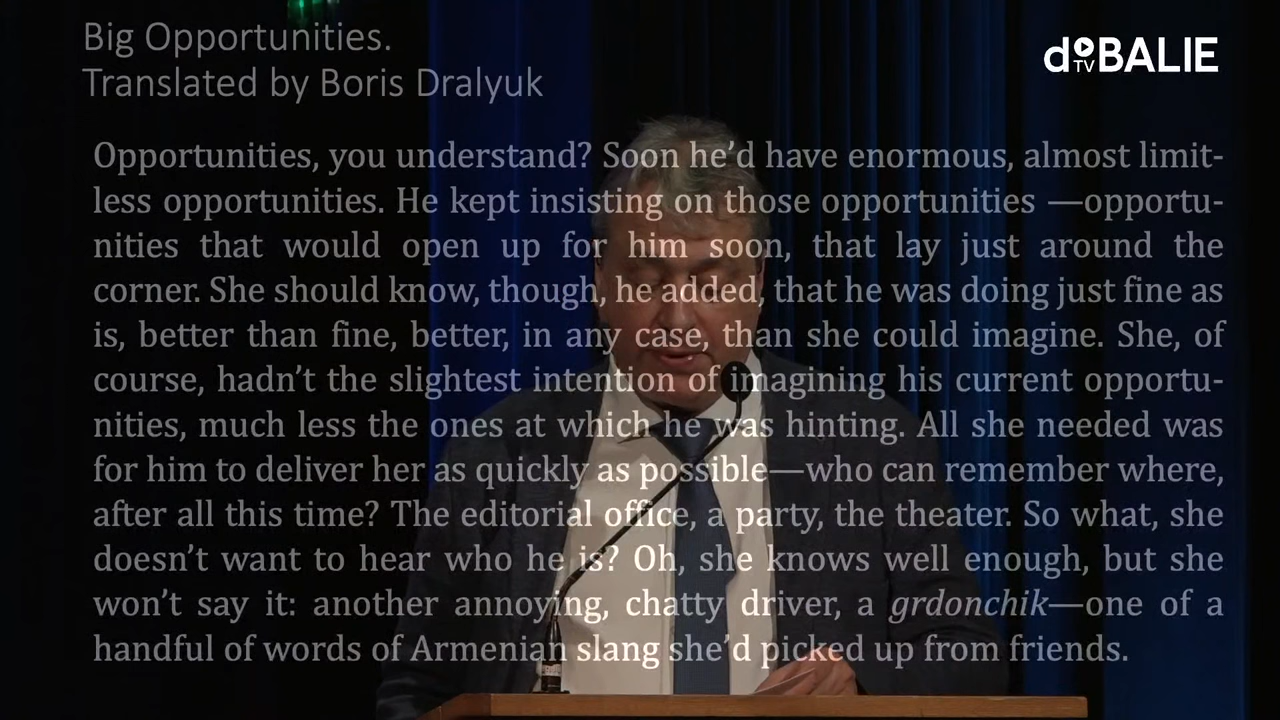 Big Opportunities.
Translated by Boris Dralyuk
doBALIE
TV
Opportunities, you understand? Soon he’d have enormous, almost limit-
less opportunities. He kept insisting on those opportunities —opportu-
nities that would open up for him soon, that lay just around the
corner. She should know, though, he added, that he was doing just fine as
is, better than fine, better, in any case, than she could imagine. She, of
course, hadn’t the slightest intention of imagining his current opportu-
nities, much less the ones at which he was hinting. All she needed was
for him to deliver her as quickly as possible—who can remember where,
after all this time? The editorial office, a party, the theater. So what, she
doesn’t want to hear who he is? Oh, she knows well enough, but she
won’t say it: another annoying, chatty driver, a grdonchik—one of a
handful of words of Armenian slang she’d picked up from friends.